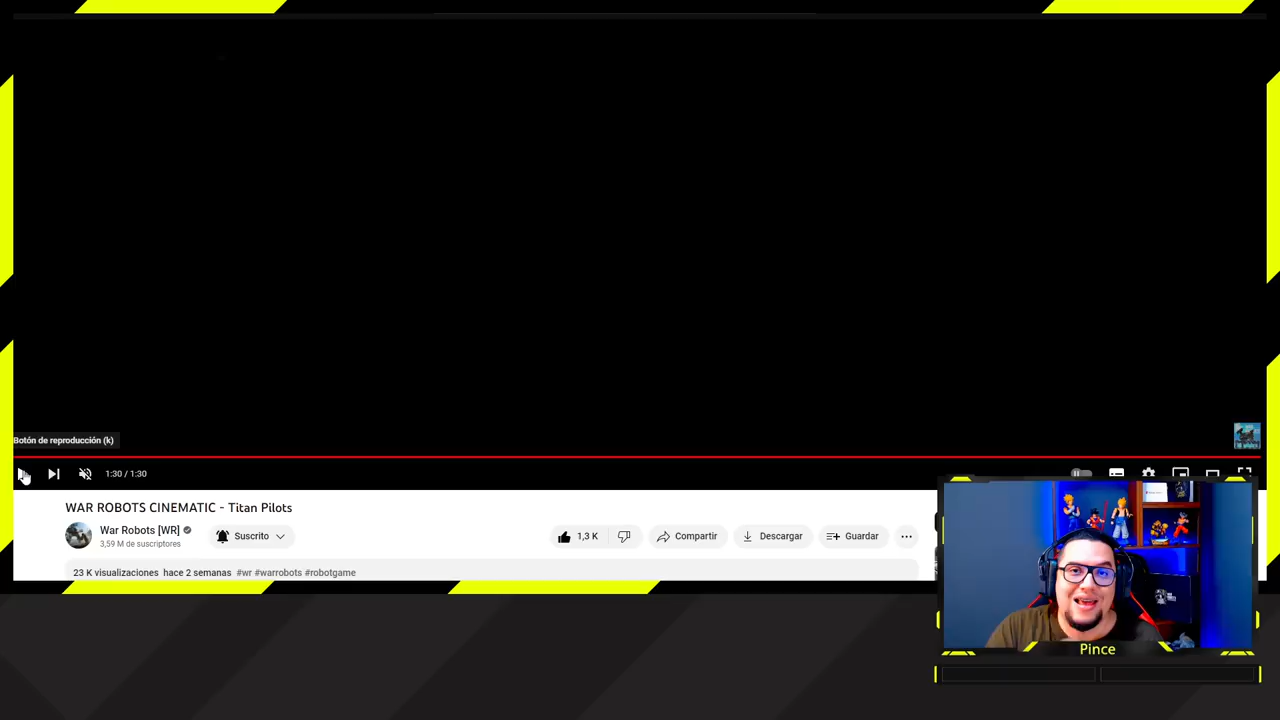 Botón de reproducción (k)
1:30 / 1:30
WAR ROBOTS CINEMATIC - Titan Pilots
War Robots [WR]
3,59 M de suscriptores
Suscrito
1,3 K
Compartir
Descargar
Guardar
23 K visualizaciones hace 2 semanas #wr #warrobots #robotgame
Pince